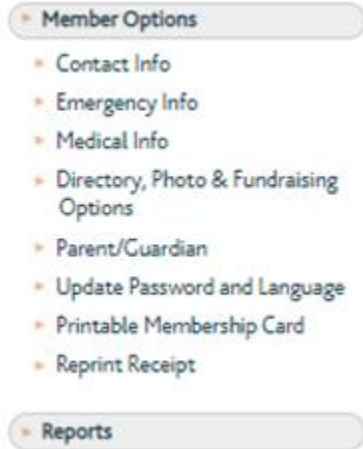 Member Options
Contact Info
Emergency Info
Medical Info
Directory, Photo & Fundraising
Options
Parent/Guardian
Update Password and Language
Printable Membership Card
Reprint Receipt
Reports